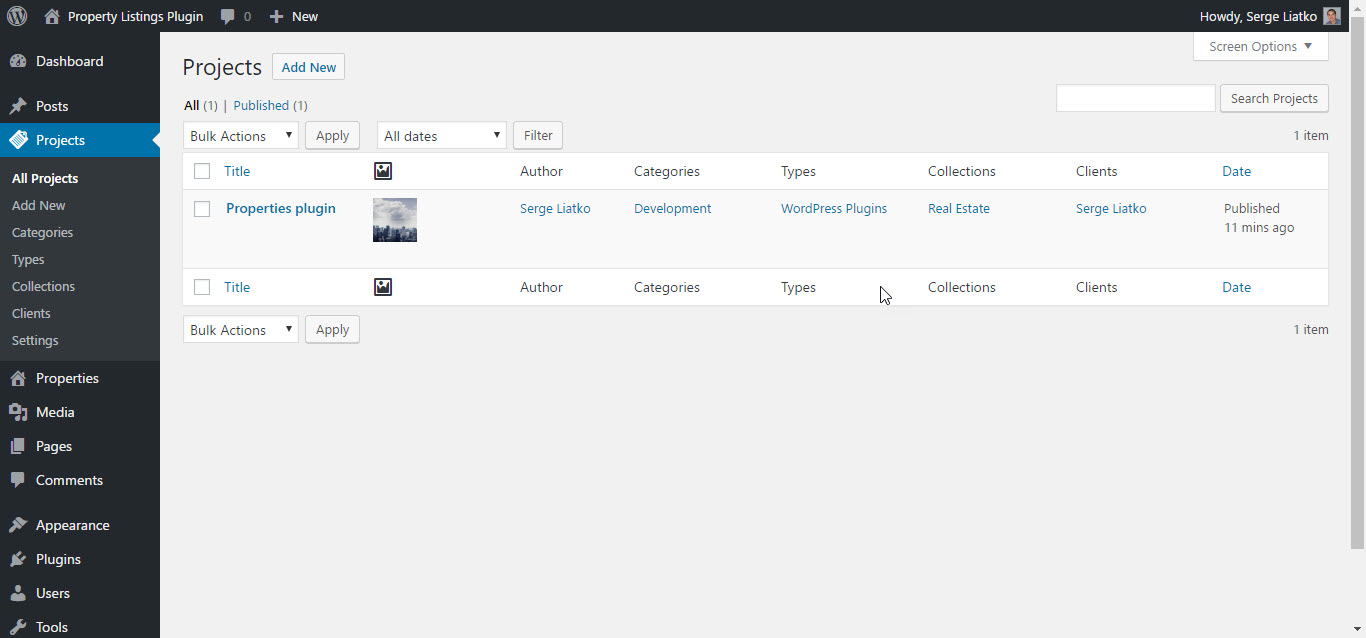 Property Listings Plugin 0 New Howdy, Serge Liatko
Dashboard
Posts
Projects
All Projects
Add New
Categories
Types
Collections
Clients
Settings
Properties
Media
Pages
Comments
Appearance
Plugins
Users
Tools
Screen Options
Projects Add New
All (1) | Published (1) Search Projects
Bulk Actions Apply All dates Filter 1 item
Title Author Categories Types Collections Clients Date
Properties plugin Serge Liatko Development WordPress Plugins Real Estate Serge Liatko Published
11 mins ago
Title Author Categories Types Collections Clients Date
Bulk Actions Apply 1 item